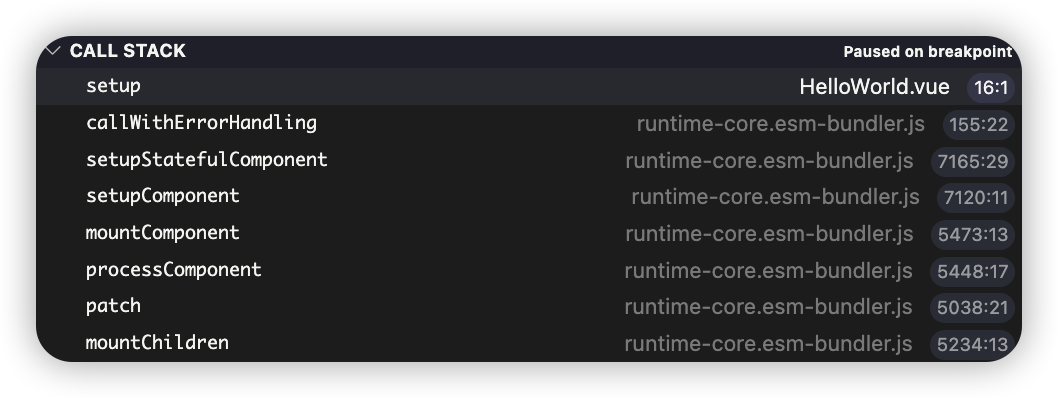 CALL STACK Paused on breakpoint
setup HelloWorld.vue 16:1
callWithErrorHandling runtime-core.esm-bundler.js 155:22
setupStatefulComponent runtime-core.esm-bundler.js 7165:29
setupComponent runtime-core.esm-bundler.js 7120:11
mountComponent runtime-core.esm-bundler.js 5473:13
processComponent runtime-core.esm-bundler.js 5448:17
patch runtime-core.esm-bundler.js 5038:21
mountChildren runtime-core.esm-bundler.js 5234:13